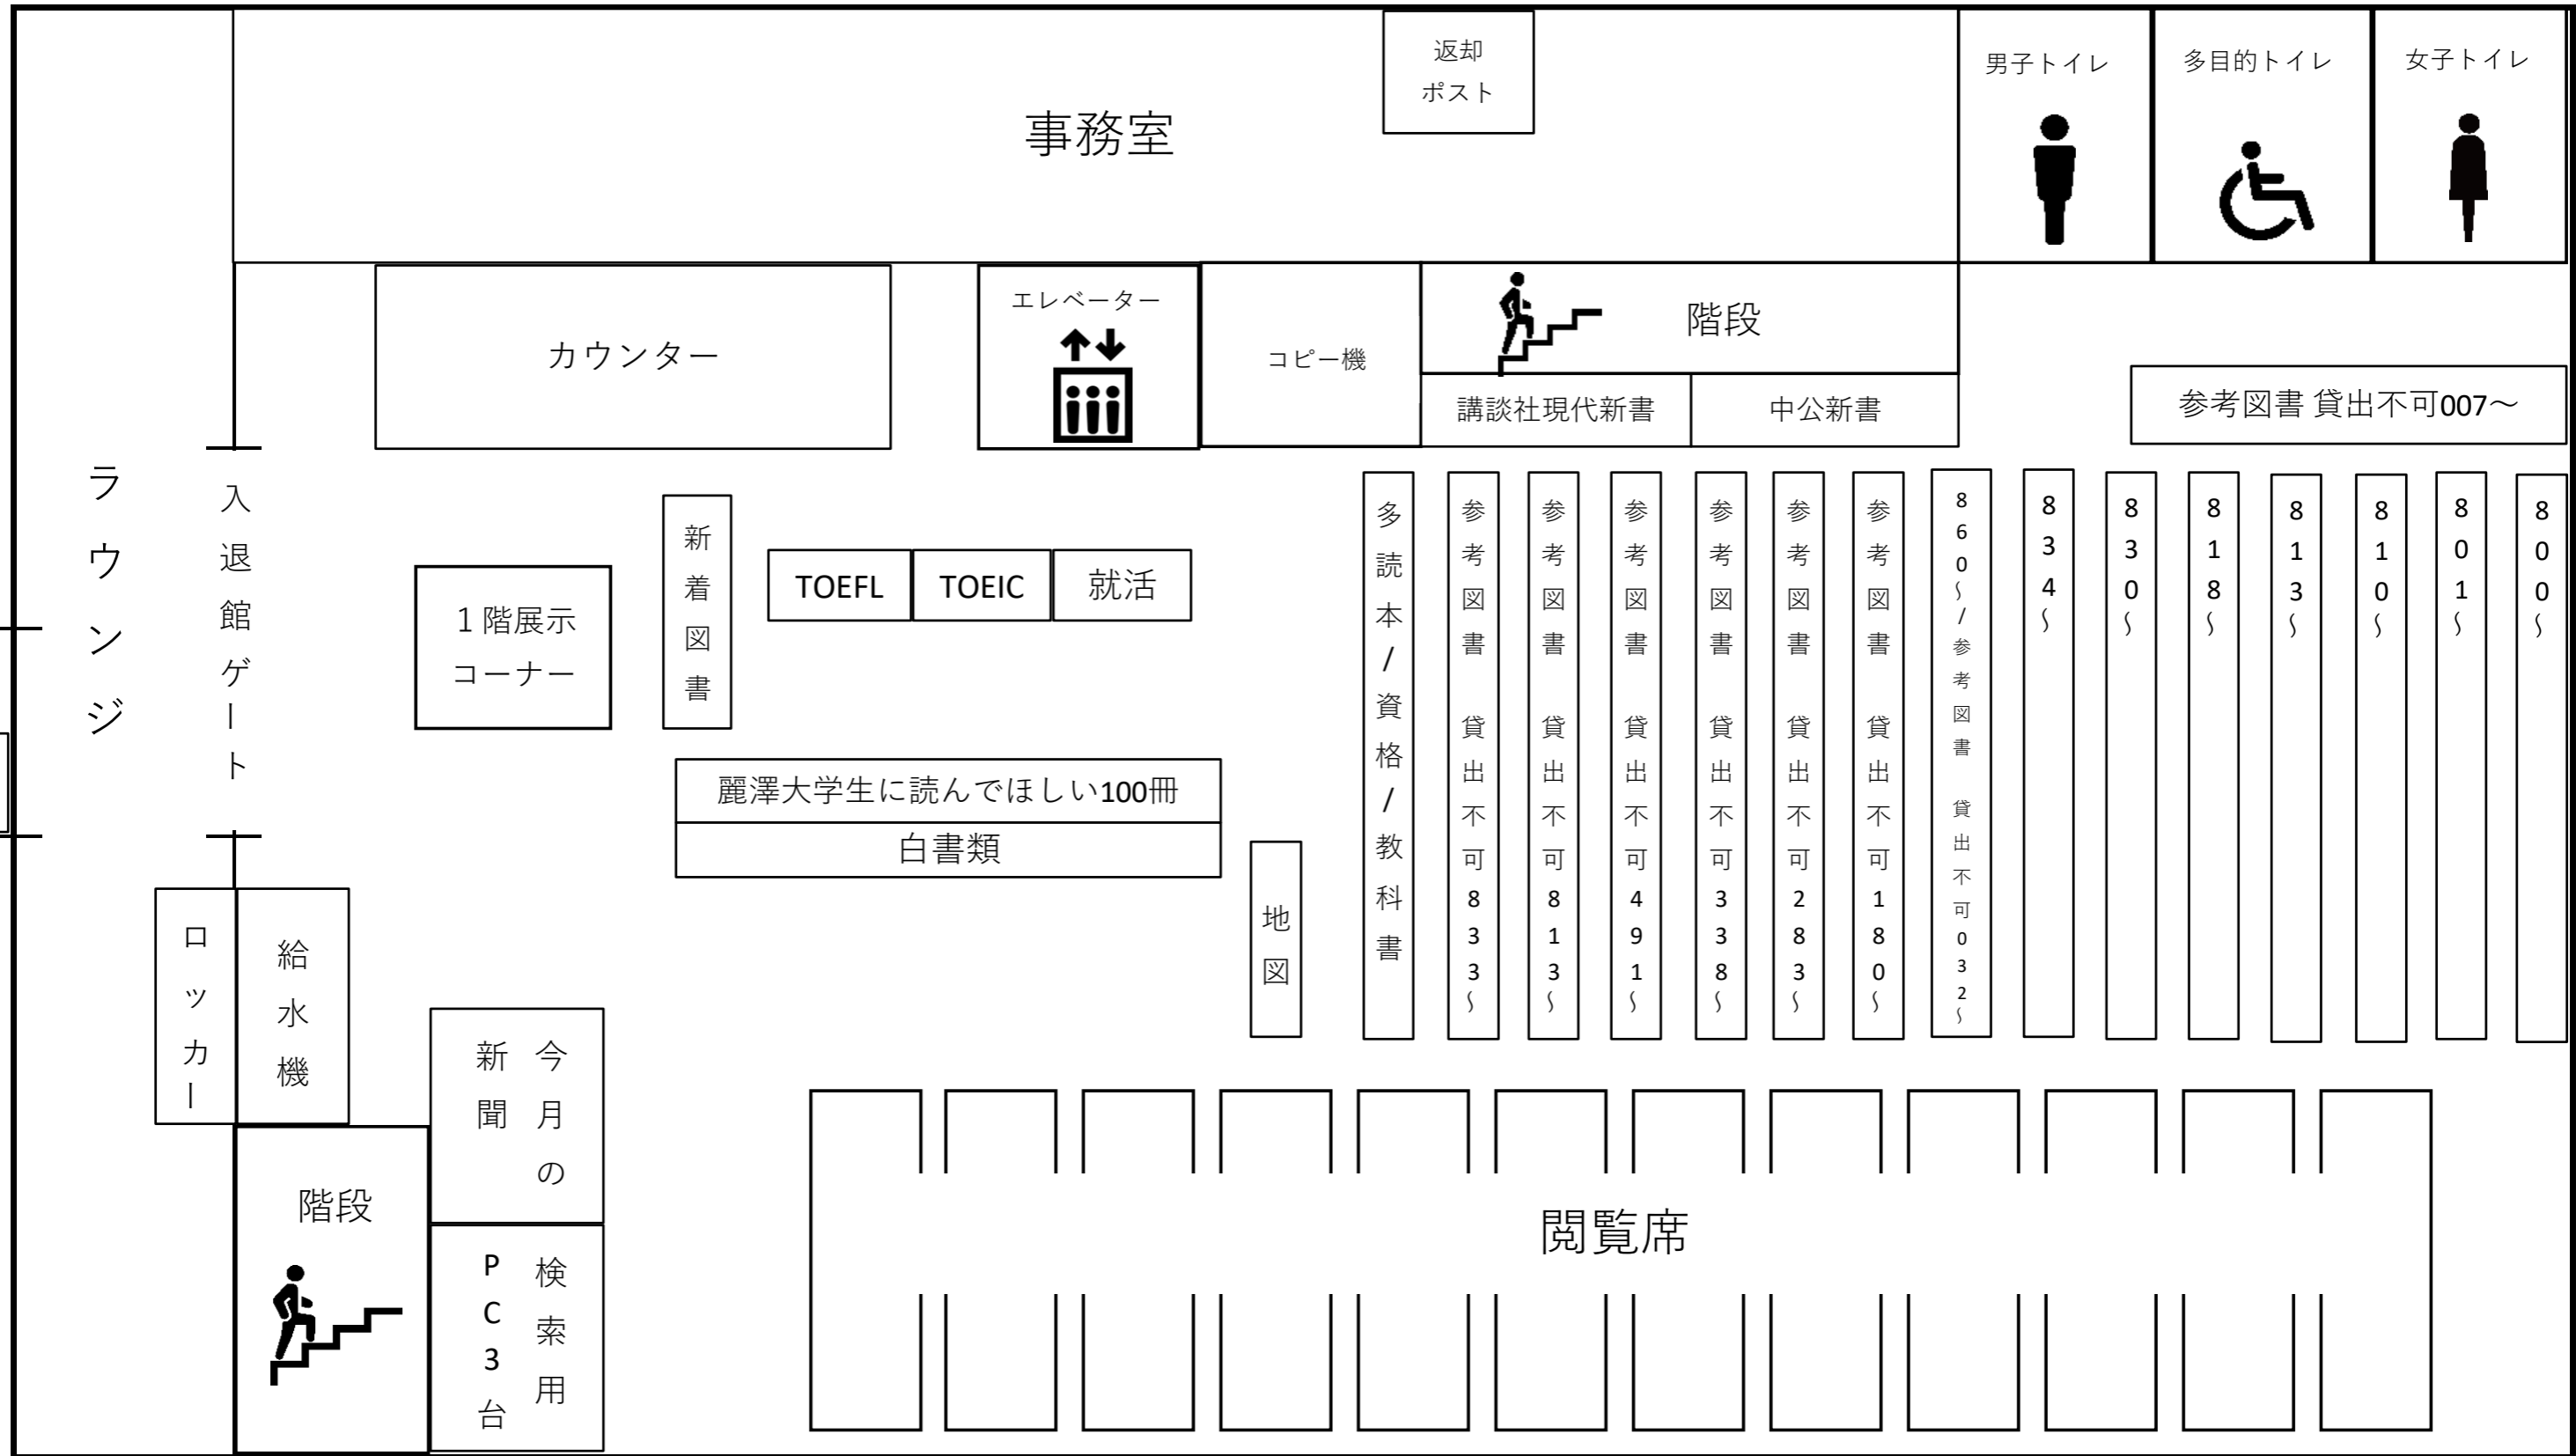 返却
ポスト
事務室
男子トイレ
多目的トイレ
女子トイレ
カウンター
エレベーター
コピー機
階段
講談社現代新書
中公新書
参考図書 貸出不可007～
ラウンジ
入退館ゲート
1階展示
コーナー
新着図書
TOEFL
TOEIC
就活
麗澤大学生に読んでほしい100冊
白書類
地図
多読本/資格/教科書
参考図書 貸出不可833～
参考図書 貸出不可813～
参考図書 貸出不可491～
参考図書 貸出不可338～
参考図書 貸出不可283～
参考図書 貸出不可180～
860～/参考図書 貸出不可032～
834～
830～
818～
813～
810～
801～
800～
ロッカー
給水機
今月の
新聞
階段
検索用
PC3台
閲覧席